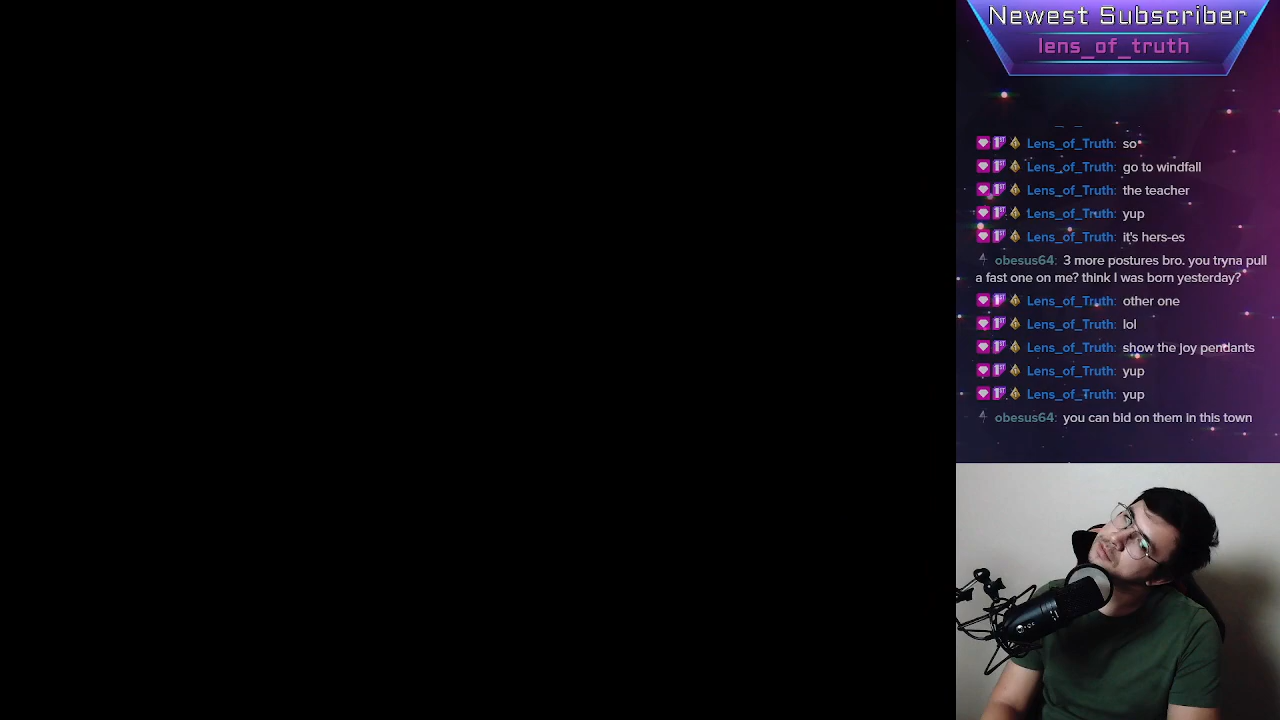 Newest Subscriber
lens_of_truth
Lens_of_Truth: so
Lens_of_Truth: go to windfall
Lens_of_Truth: the teacher
Lens_of_Truth: yup
Lens_of_Truth: it's hers-es
obesus64: 3 more postures bro. you tryna pull
a fast one on me? think I was born yesterday?
Lens_of_Truth: other one
Lens_of_Truth: lol
Lens_of_Truth: show the joy pendants
Lens_of_Truth: yup
Lens_of_Truth: yup
obesus64: you can bid on them in this town